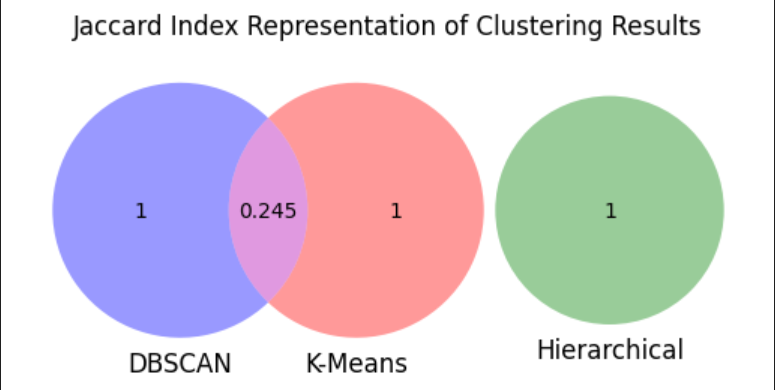 Jaccard Index Representation of Clustering Results
1
0.245
1
1
DBSCAN
K-Means
Hierarchical